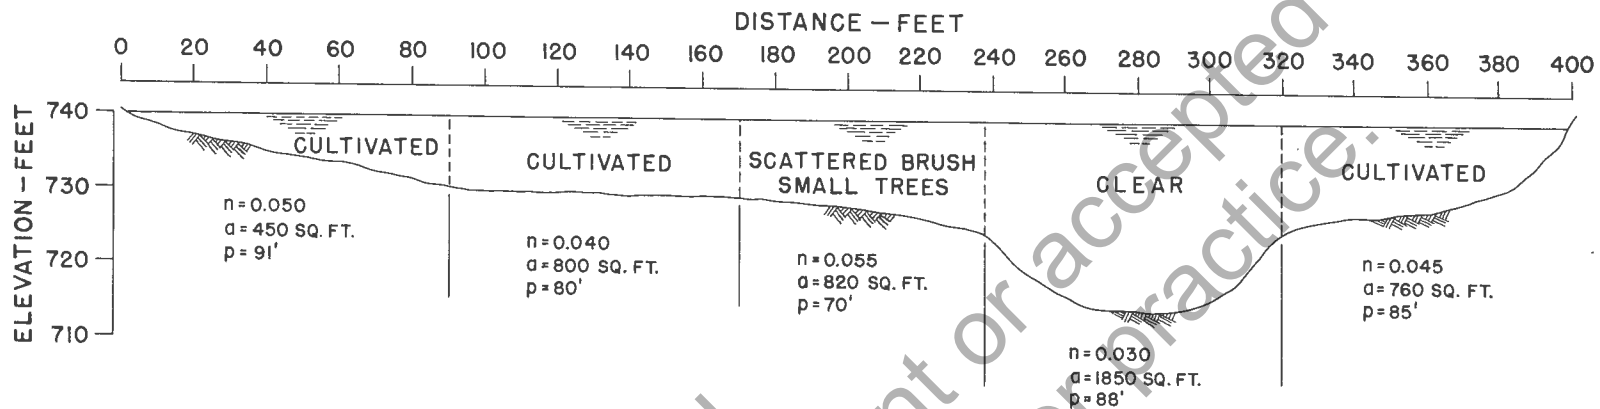 DISTANCE — FEET
0 20 40 60 80 100 120 140 160 180 200 220 240 260 280 300 320 340 360 380 400
ELEVATION – FEET
740
730
720
710
CULTIVATED
n=0.050
a=450 SQ. FT.
p=91'
CULTIVATED
n=0.040
a=800 SQ. FT.
p=80'
SCATTERED BRUSH
SMALL TREES
n=0.055
a=820 SQ. FT.
p=70'
CLEAR
n=0.030
a=1850 SQ. FT.
p=88'
CULTIVATED
n=0.045
a=760 SQ. FT.
p=85'
or accepted
practice.